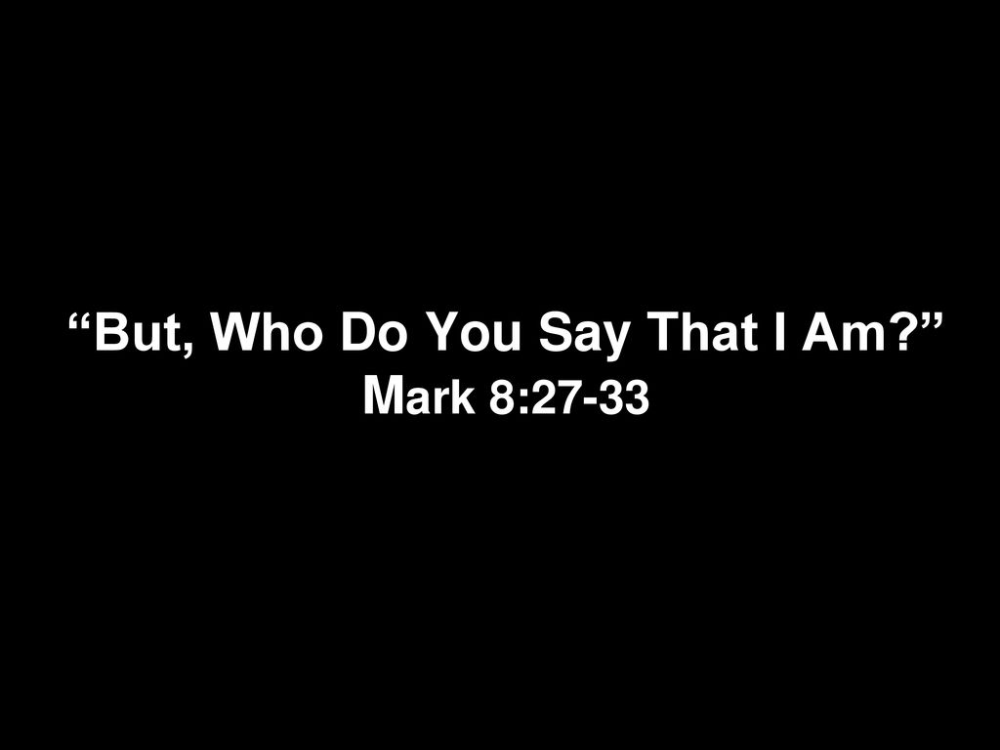 “But, Who Do You Say That I Am?”
Mark 8:27-33